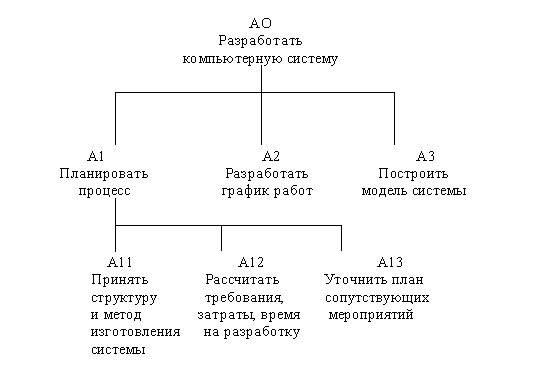 А0
Разработать
компьютерную систему
А1
Планировать
процесс
А2
Разработать
график работ
А3
Построить
модель системы
А11
Принять
структуру
и метод
изготовления
системы
А12
Рассчитать
требования,
затраты, время
на разработку
А13
Уточнить план
сопутствующих
мероприятий